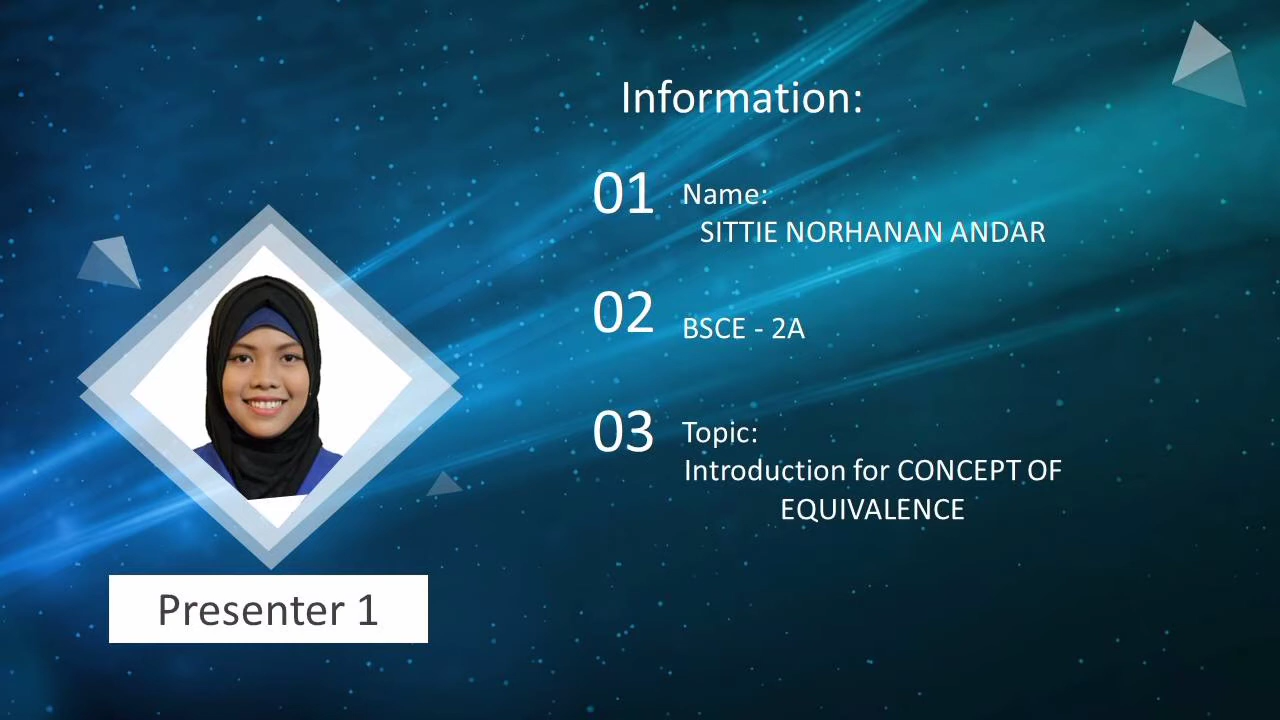 Information:
01
Name:
SITTIE NORHANAN ANDAR
02
BSCE - 2A
03
Topic:
Introduction for CONCEPT OF
EQUIVALENCE
Presenter 1